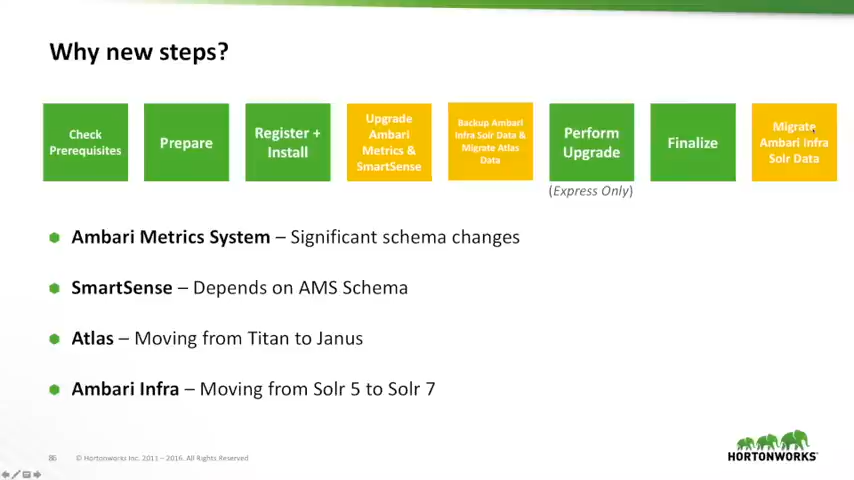 Why new steps?
Check
Prerequisites
Prepare
Register +
Install
Upgrade
Ambari
Metrics &
SmartSense
Backup Ambari
Infra Solr Data &
Migrate Atlas
Data
Perform
Upgrade
Finalize
Migrate
Ambari Infra
Solr Data
(Express Only)
Ambari Metrics System – Significant schema changes
SmartSense – Depends on AMS Schema
Atlas – Moving from Titan to Janus
Ambari Infra – Moving from Solr 5 to Solr 7
86 © Hortonworks Inc. 2011 – 2016. All Rights Reserved
HORTONWORKS